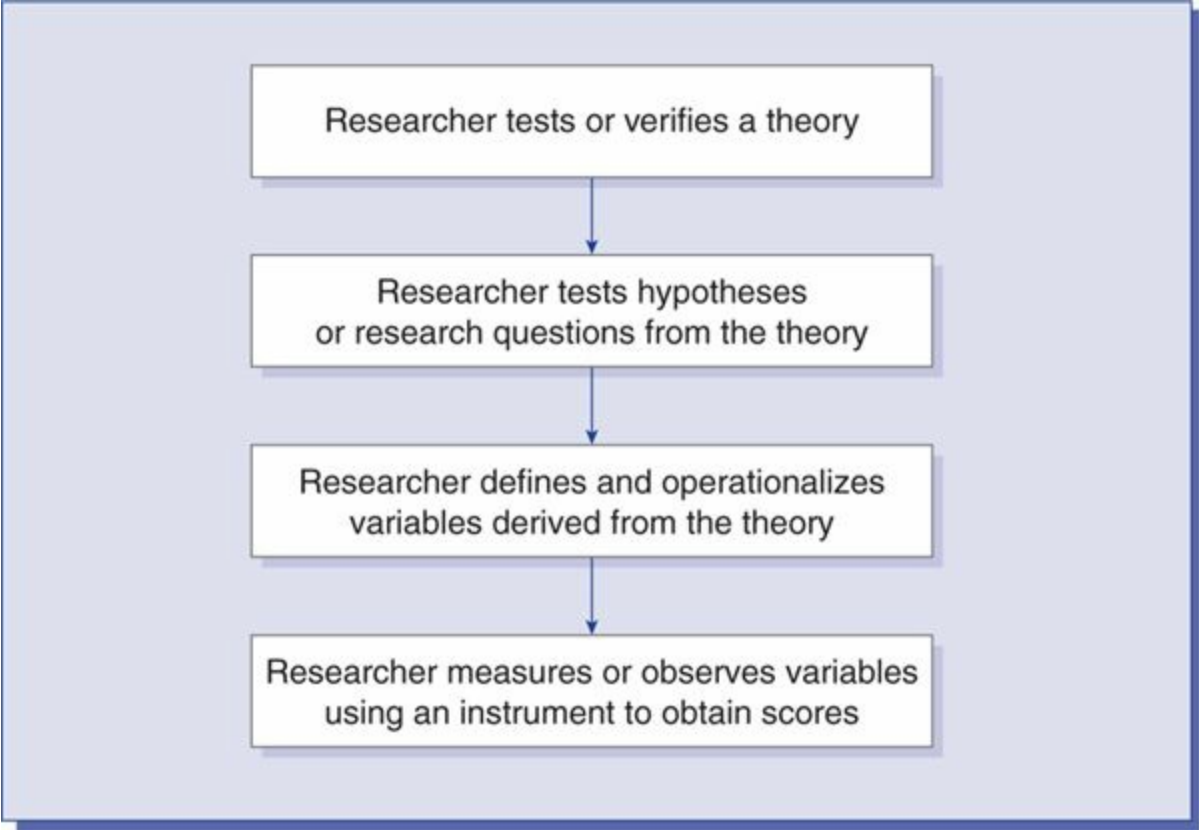 Researcher tests or verifies a theory
Researcher tests hypotheses
or research questions from the theory
Researcher defines and operationalizes
variables derived from the theory
Researcher measures or observes variables
using an instrument to obtain scores